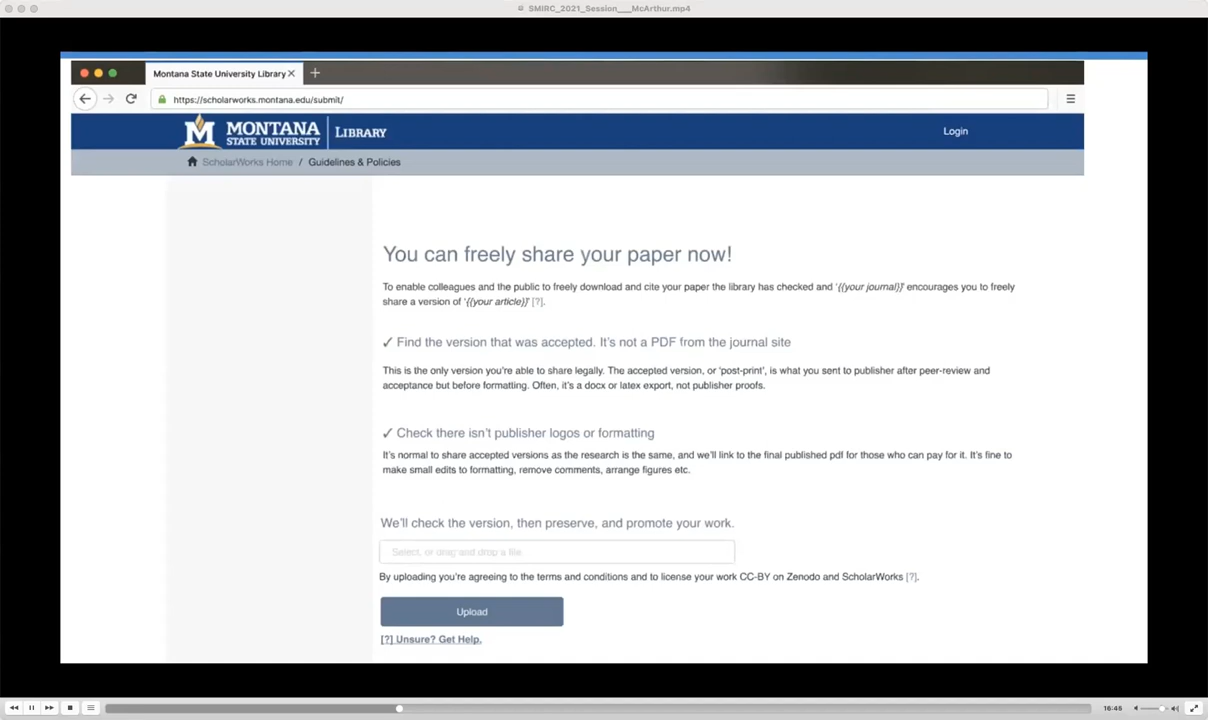 SMIRC_2021_Session___McArthur.mp4
Montana State University Library
https://scholarworks.montana.edu/submit/
M MONTANA STATE UNIVERSITY LIBRARY
Login
ScholarWorks Home / Guidelines & Policies
You can freely share your paper now!
To enable colleagues and the public to freely download and cite your paper the library has checked and '{{your journal}}' encourages you to freely
share a version of '{{your article}}' [?].
✓ Find the version that was accepted. It's not a PDF from the journal site
This is the only version you're able to share legally. The accepted version, or 'post-print', is what you sent to publisher after peer-review and
acceptance but before formatting. Often, it's a docx or latex export, not publisher proofs.
✓ Check there isn't publisher logos or formatting
It's normal to share accepted versions as the research is the same, and we'll link to the final published pdf for those who can pay for it. It's fine to
make small edits to formatting, remove comments, arrange figures etc.
We'll check the version, then preserve, and promote your work.
Select, or drag and drop a file
By uploading you're agreeing to the terms and conditions and to license your work CC-BY on Zenodo and ScholarWorks [?].
Upload
[?] Unsure? Get Help.
16:46